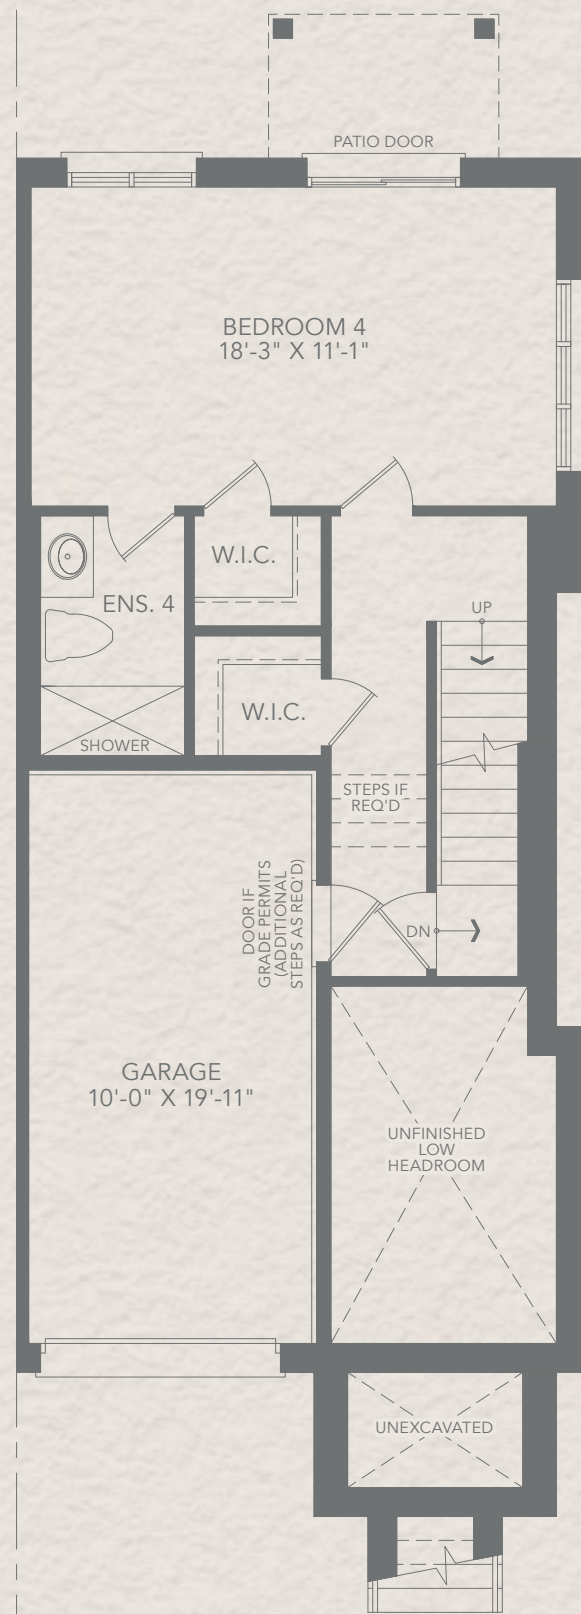 PATIO DOOR
BEDROOM 4
18'-3" X 11'-1"
W.I.C.
ENS. 4
UP
W.I.C.
SHOWER
STEPS IF
REQ'D
DOOR IF
GRADE PERMITS
(ADDITIONAL
STEPS AS REQ'D)
DN
GARAGE
10'-0" X 19'-11"
UNFINISHED
LOW
HEADROOM
UNEXCAVATED